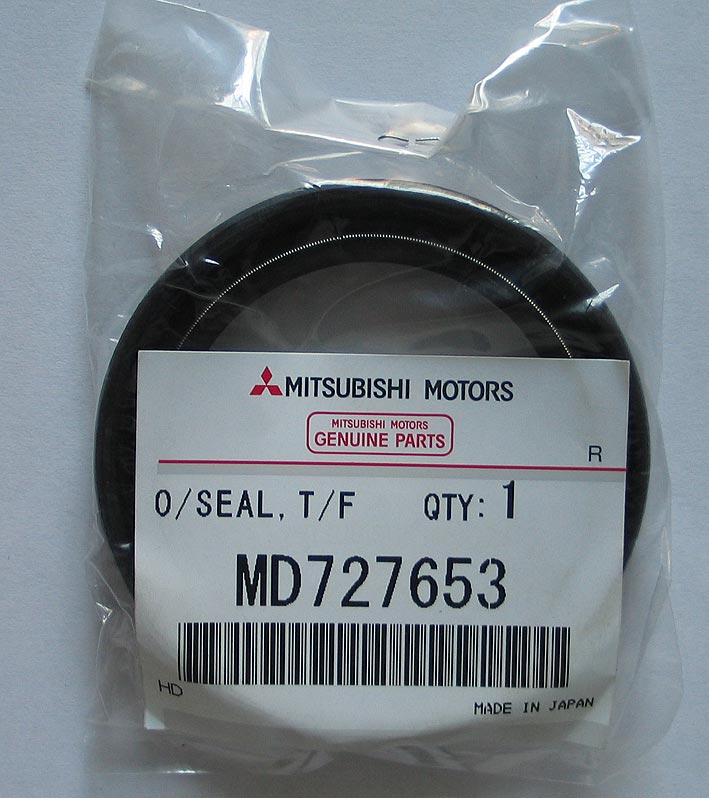 MITSUBISHI MOTORS
MITSUBISHI MOTORS
GENUINE PARTS
R
O/SEAL, T/F QTY: 1
MD727653
HD
MADE IN JAPAN